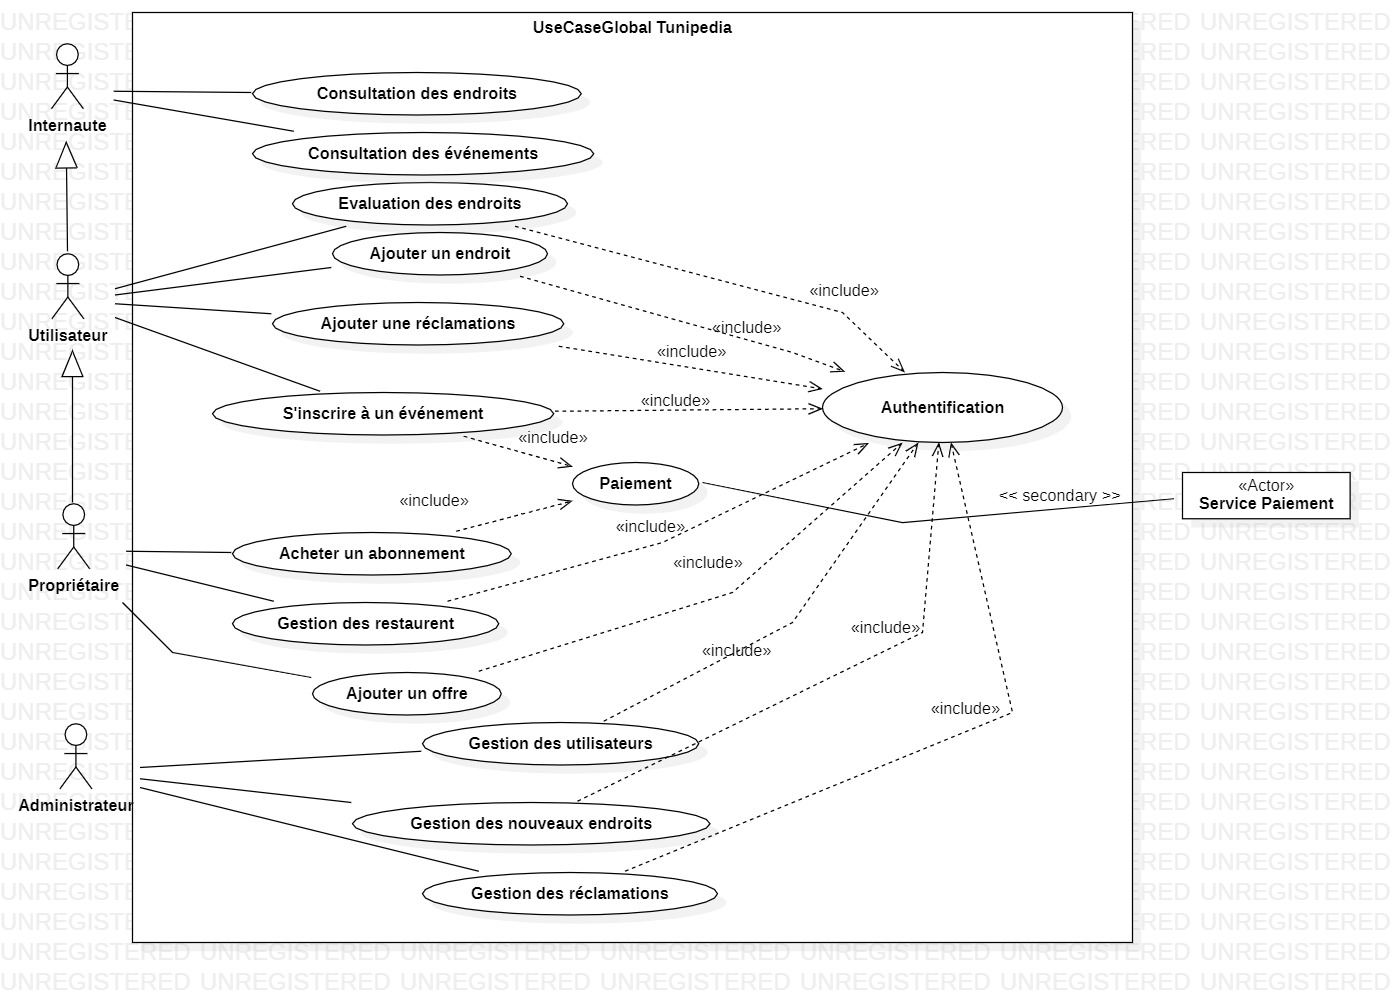 UseCaseGlobal Tunipedia
Internaute
Consultation des endroits
Consultation des événements
Evaluation des endroits
Ajouter un endroit
«include»
Utilisateur
Ajouter une réclamations
«include»
«include»
S'inscrire à un événement
«include»
Authentification
«include»
Paiement
«include»
<< secondary >>
«Actor»
Service Paiement
Acheter un abonnement
«include»
Propriétaire
«include»
Gestion des restaurent
«include»
«include»
Ajouter un offre
«include»
Gestion des utilisateurs
Administrateur
Gestion des nouveaux endroits
Gestion des réclamations
UNREGISTERED UNREGISTERED UNREGISTERED UNREGISTERED UNREGISTERED UNREGISTERED UNREGISTERED